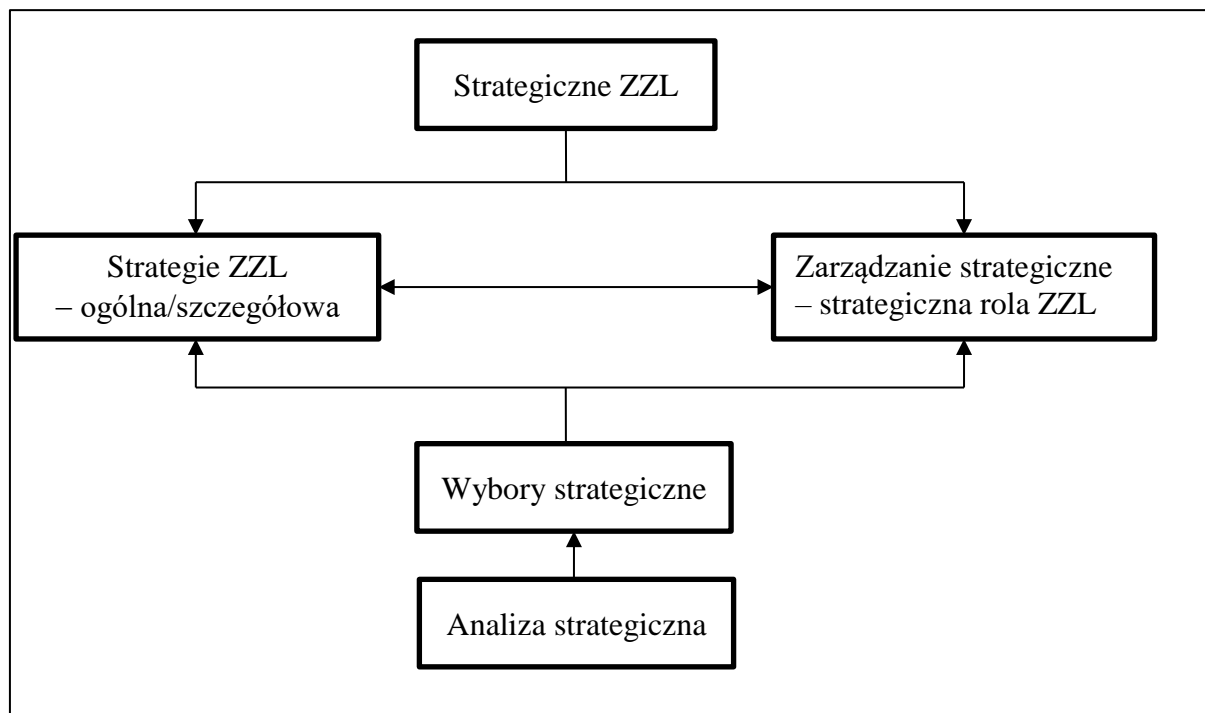 Strategiczne ZZL
Strategie ZZL
– ogólna/szczegółowa
Zarządzanie strategiczne
– strategiczna rola ZZL
Wybory strategiczne
Analiza strategiczna